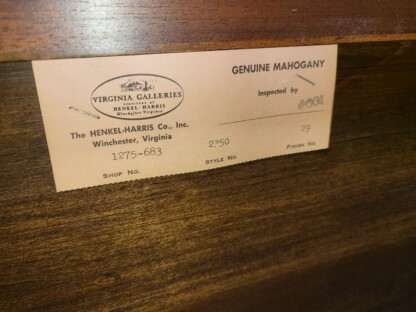 VIRGINIA GALLERIES
HENKEL-HARRIS
Winchester Virginia
GENUINE MAHOGANY
Inspected by
The HENKEL-HARRIS Co., Inc.
Winchester, Virginia
1275-683
2250
29
SHOP NO.
STYLE NO.
FINISH NO.